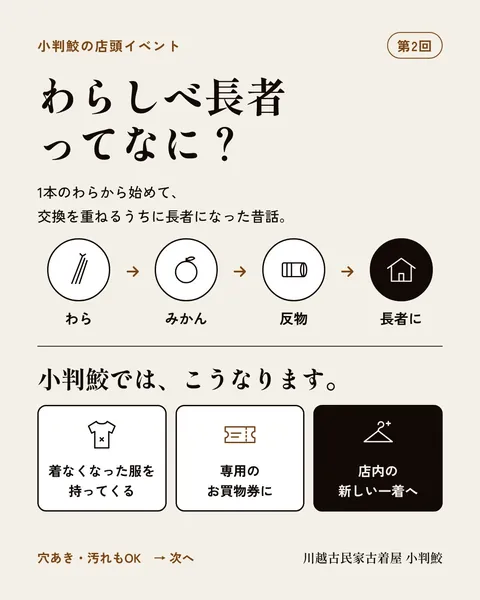 小判鮫の店頭イベント
第2回
わらしべ長者
ってなに？
1本のわらから始めて、
交換を重ねるうちに長者になった昔話。
わら
みかん
反物
長者に
小判鮫では、こうなります。
着なくなった服を
持ってくる
専用の
お買物券に
店内の
新しい一着へ
穴あき・汚れもOK　→ 次へ
川越古民家古着屋 小判鮫